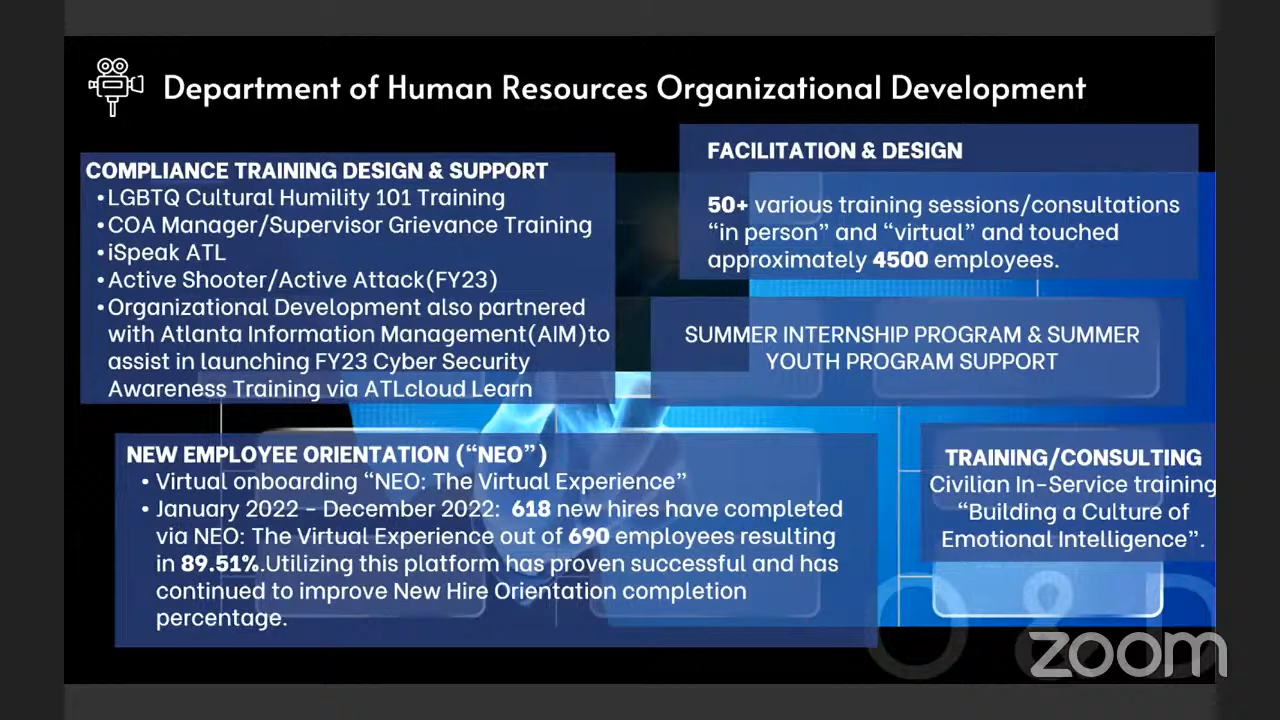 Department of Human Resources Organizational Development
COMPLIANCE TRAINING DESIGN & SUPPORT
•LGBTQ Cultural Humility 101 Training
•COA Manager/Supervisor Grievance Training
•iSpeak ATL
•Active Shooter/Active Attack(FY23)
•Organizational Development also partnered
with Atlanta Information Management(AIM)to
assist in launching FY23 Cyber Security
Awareness Training via ATLcloud Learn
FACILITATION & DESIGN
50+ various training sessions/consultations
“in person” and “virtual” and touched
approximately 4500 employees.
SUMMER INTERNSHIP PROGRAM & SUMMER
YOUTH PROGRAM SUPPORT
NEW EMPLOYEE ORIENTATION (“NEO”)
• Virtual onboarding “NEO: The Virtual Experience”
• January 2022 - December 2022: 618 new hires have completed
via NEO: The Virtual Experience out of 690 employees resulting
in 89.51%.Utilizing this platform has proven successful and has
continued to improve New Hire Orientation completion
percentage.
TRAINING/CONSULTING
Civilian In-Service training
“Building a Culture of
Emotional Intelligence”.
O & D
zoom